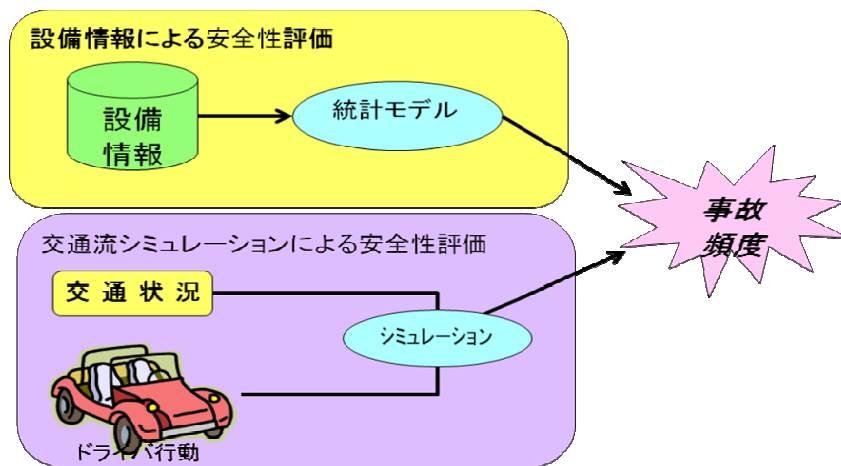 設備情報による安全性評価
設備
情報
統計モデル
事故
頻度
交通流シミュレーションによる安全性評価
交通状況
シミュレーション
ドライバ行動